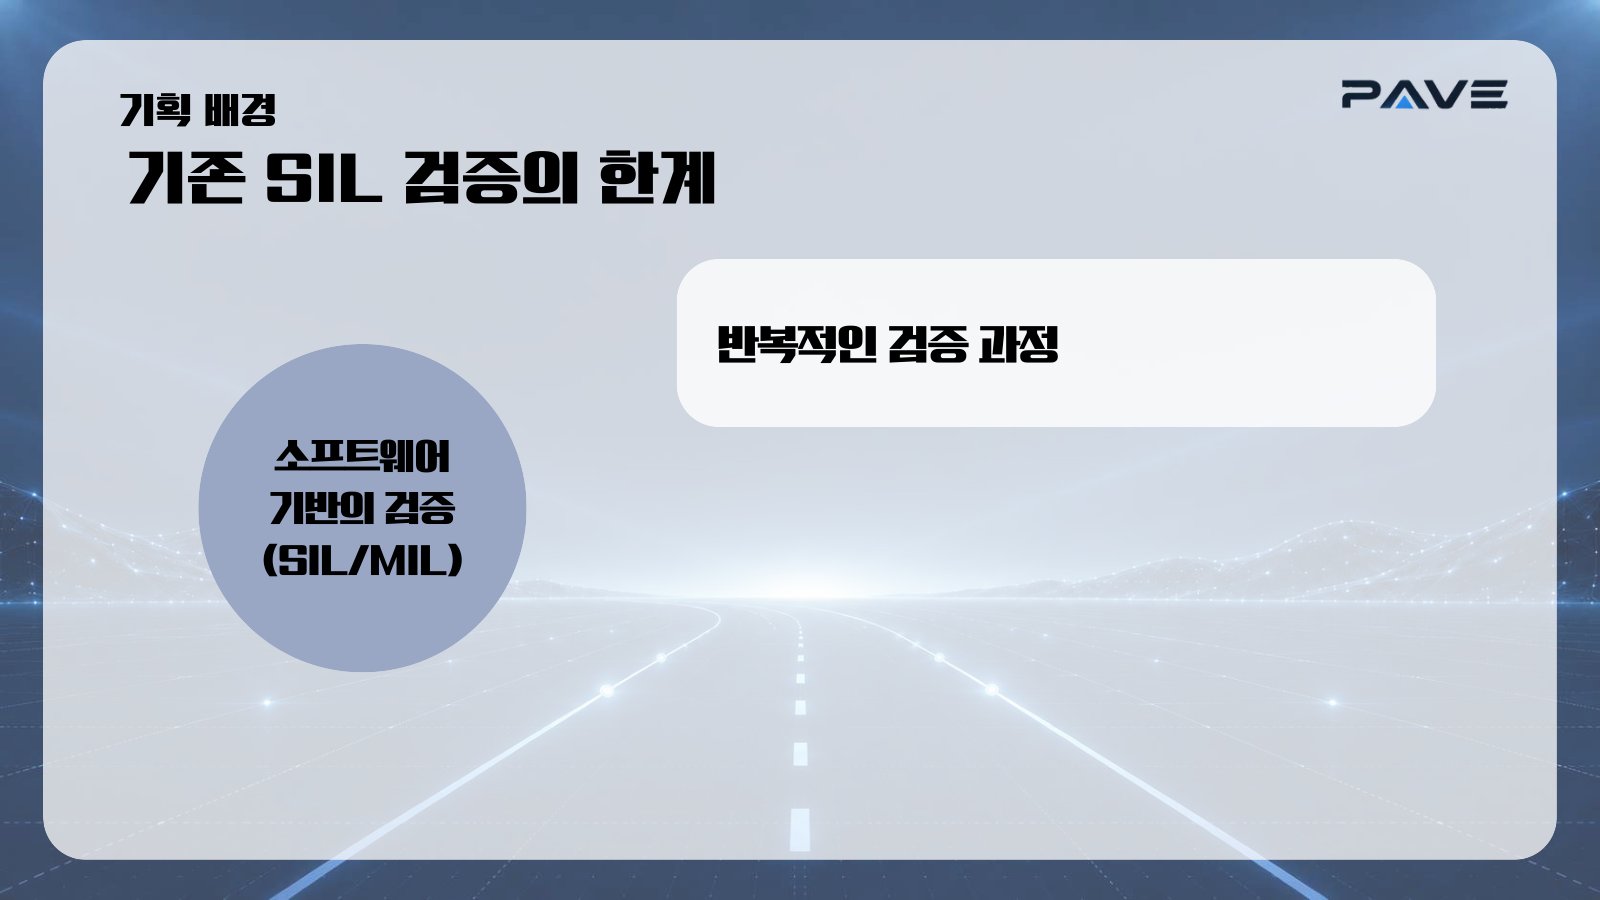 기획 배경
PAVE
기존 SIL 검증의 한계
반복적인 검증 과정
소프트웨어
기반의 검증
(SIL/MIL)